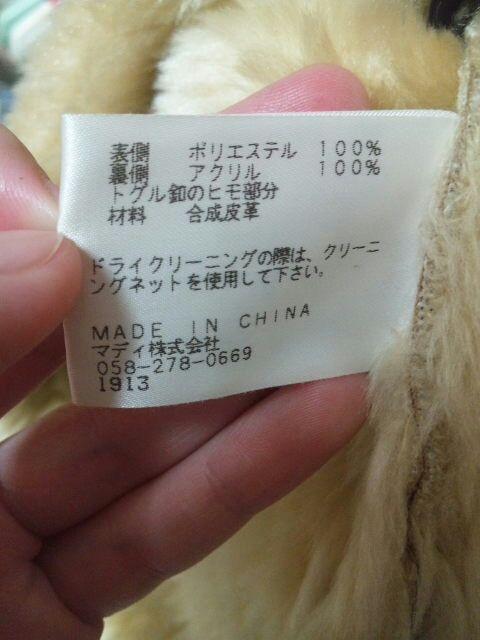 表側 ポリエステル 100%
裏側 アクリル 100%
トグル釦のヒモ部分
材料 合成皮革
ドライクリーニングの際は、クリーニ
ングネットを使用して下さい。
MADE IN CHINA
マディ株式会社
058-278-0669
1913